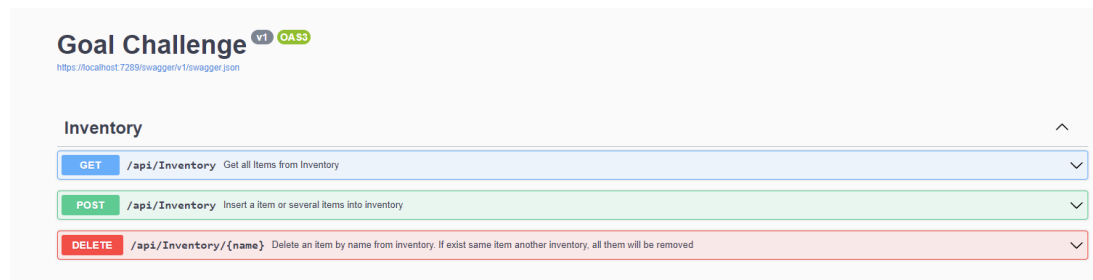 Goal Challenge v1 OAS3
https://localhost:7289/swagger/v1/swagger.json
Inventory
GET /api/Inventory Get all Items from Inventory
POST /api/Inventory Insert a item or several items into inventory
DELETE /api/Inventory/{name} Delete an item by name from inventory. If exist same item another inventory, all them will be removed